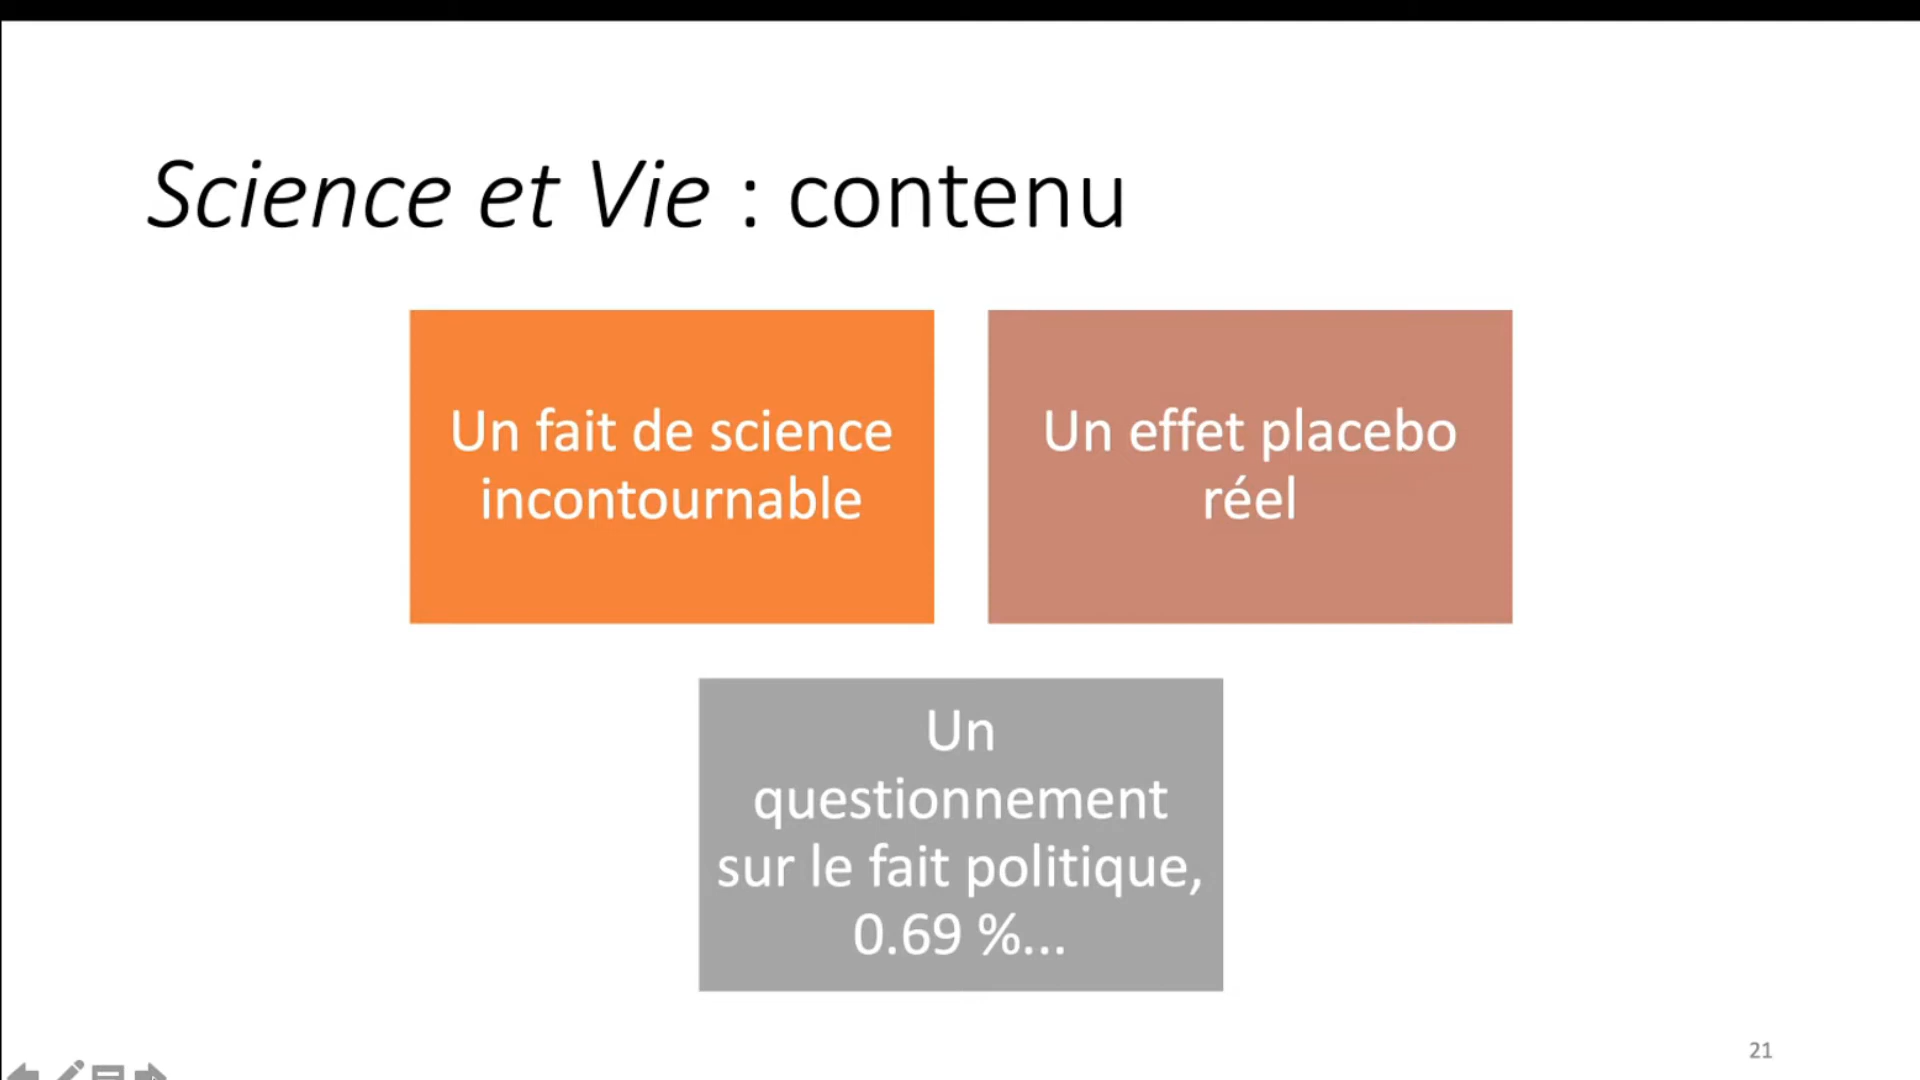 Science et Vie : contenu
Un fait de science
incontournable
Un effet placebo
réel
Un
questionnement
sur le fait politique,
0.69 %...
21